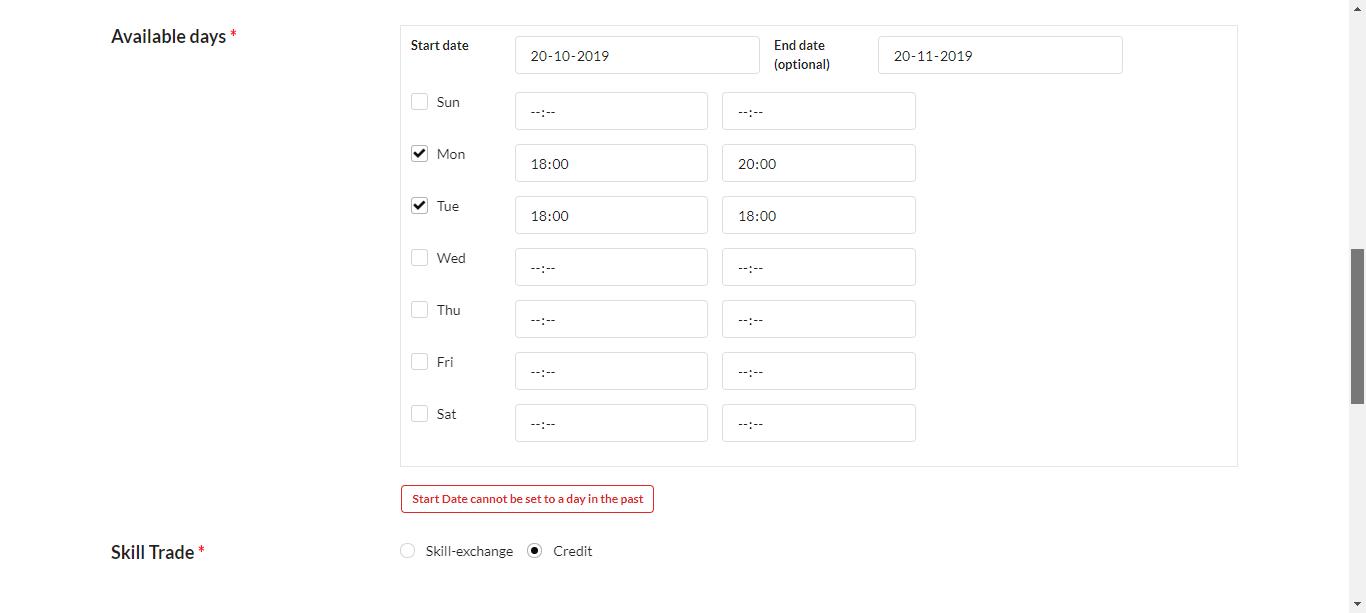 Available days *
Start date 20-10-2019 End date (optional) 20-11-2019
Sun --:-- --:--
Mon 18:00 20:00
Tue 18:00 18:00
Wed --:-- --:--
Thu --:-- --:--
Fri --:-- --:--
Sat --:-- --:--
Start Date cannot be set to a day in the past
Skill Trade * Skill-exchange Credit